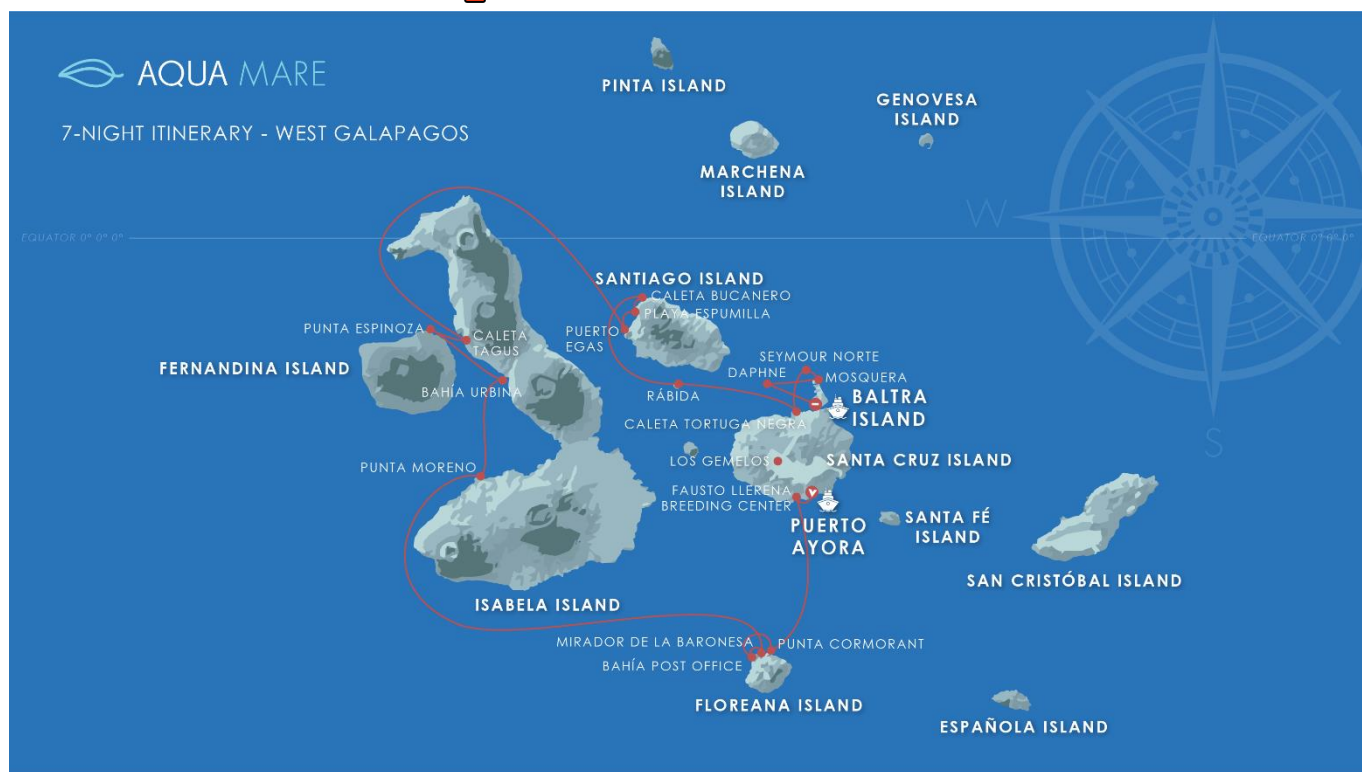 AQUA MARE
7-NIGHT ITINERARY - WEST GALAPAGOS
PINTA ISLAND
GENOVESA
ISLAND
MARCHENA
ISLAND
W
EQUATOR 0° 0' 0"
EQUATOR 0° 0' 0"
SANTIAGO ISLAND
CALETA BUCANERO
PLAYA ESPUMILLA
PUERTO
EGAS
PUNTA ESPINOZA
CALETA
TAGUS
FERNANDINA ISLAND
BAHÍA URBINA
SEYMOUR NORTE
DAPHNE
MOSQUERA
RÁBIDA
BALTRA
ISLAND
CALETA TORTUGA NEGRA
S
PUNTA MORENO
LOS GEMELOS
SANTA CRUZ ISLAND
FAUSTO LLERENA
BREEDING CENTER
PUERTO
AYORA
SANTA FÉ
ISLAND
SAN CRISTÓBAL ISLAND
ISABELA ISLAND
MIRADOR DE LA BARONESA
PUNTA CORMORANT
BAHÍA POST OFFICE
FLOREANA ISLAND
ESPAÑOLA ISLAND